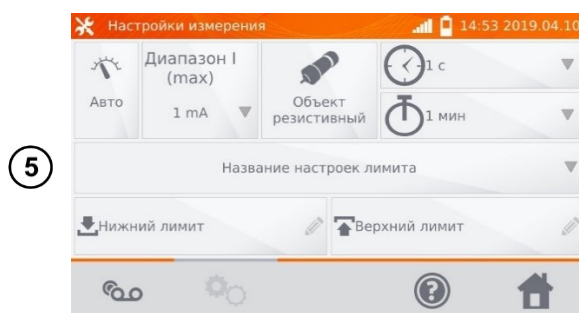 Настройки измерения
14:53 2019.04.10
Диапазон I
(max)
1 mA
Авто
Объект
резистивный
1 с
1 мин
5
Название настроек лимита
Нижний лимит
Верхний лимит
?